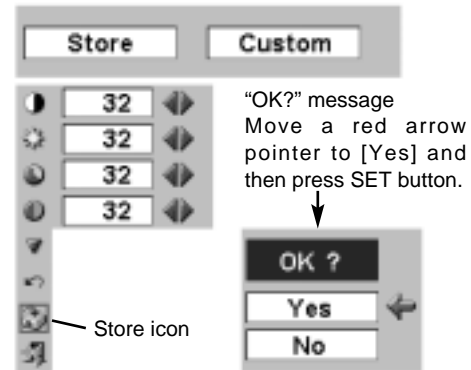 Store Custom
32
32
32
32
“OK?” message
Move a red arrow
pointer to [Yes] and
then press SET button.
OK ?
Yes
No
Store icon